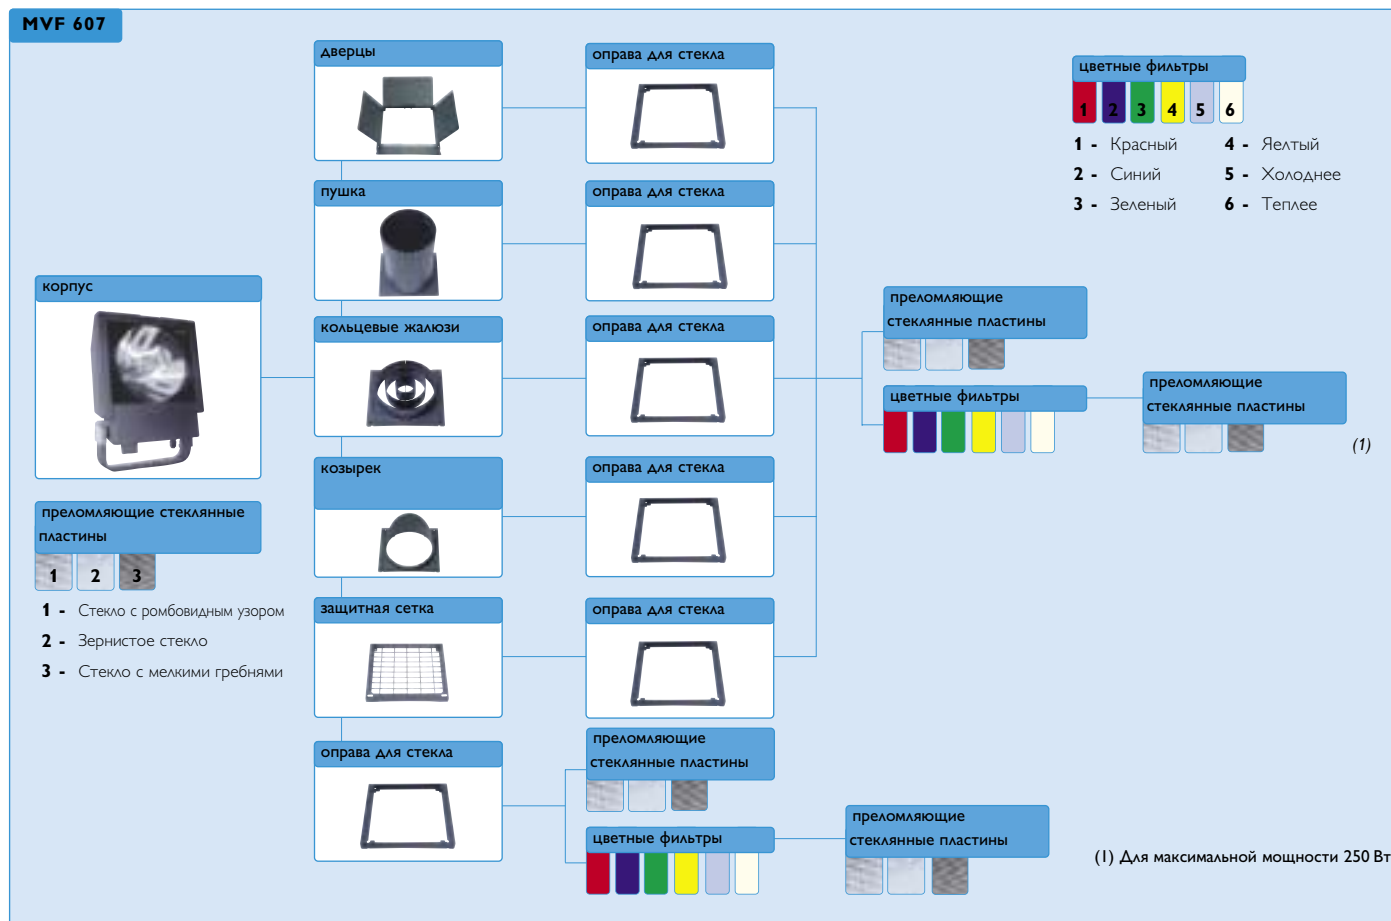 MVF 607
дверцы
оправа для стекла
цветные фильтры
1 2 3 4 5 6
1 - Красный
4 - Яелтый
2 - Синий
5 - Холоднее
3 - Зеленый
6 - Теплее
пушка
оправа для стекла
корпус
кольцевые жалюзи
оправа для стекла
преломляющие
стеклянные пластины
цветные фильтры
преломляющие
стеклянные пластины
(1)
козырек
оправа для стекла
преломляющие стеклянные
пластины
1 2 3
1 - Стекло с ромбовидным узором
2 - Зернистое стекло
3 - Стекло с мелкими гребнями
защитная сетка
оправа для стекла
оправа для стекла
преломляющие
стеклянные пластины
цветные фильтры
преломляющие
стеклянные пластины
(1) Для максимальной мощности 250 Вт